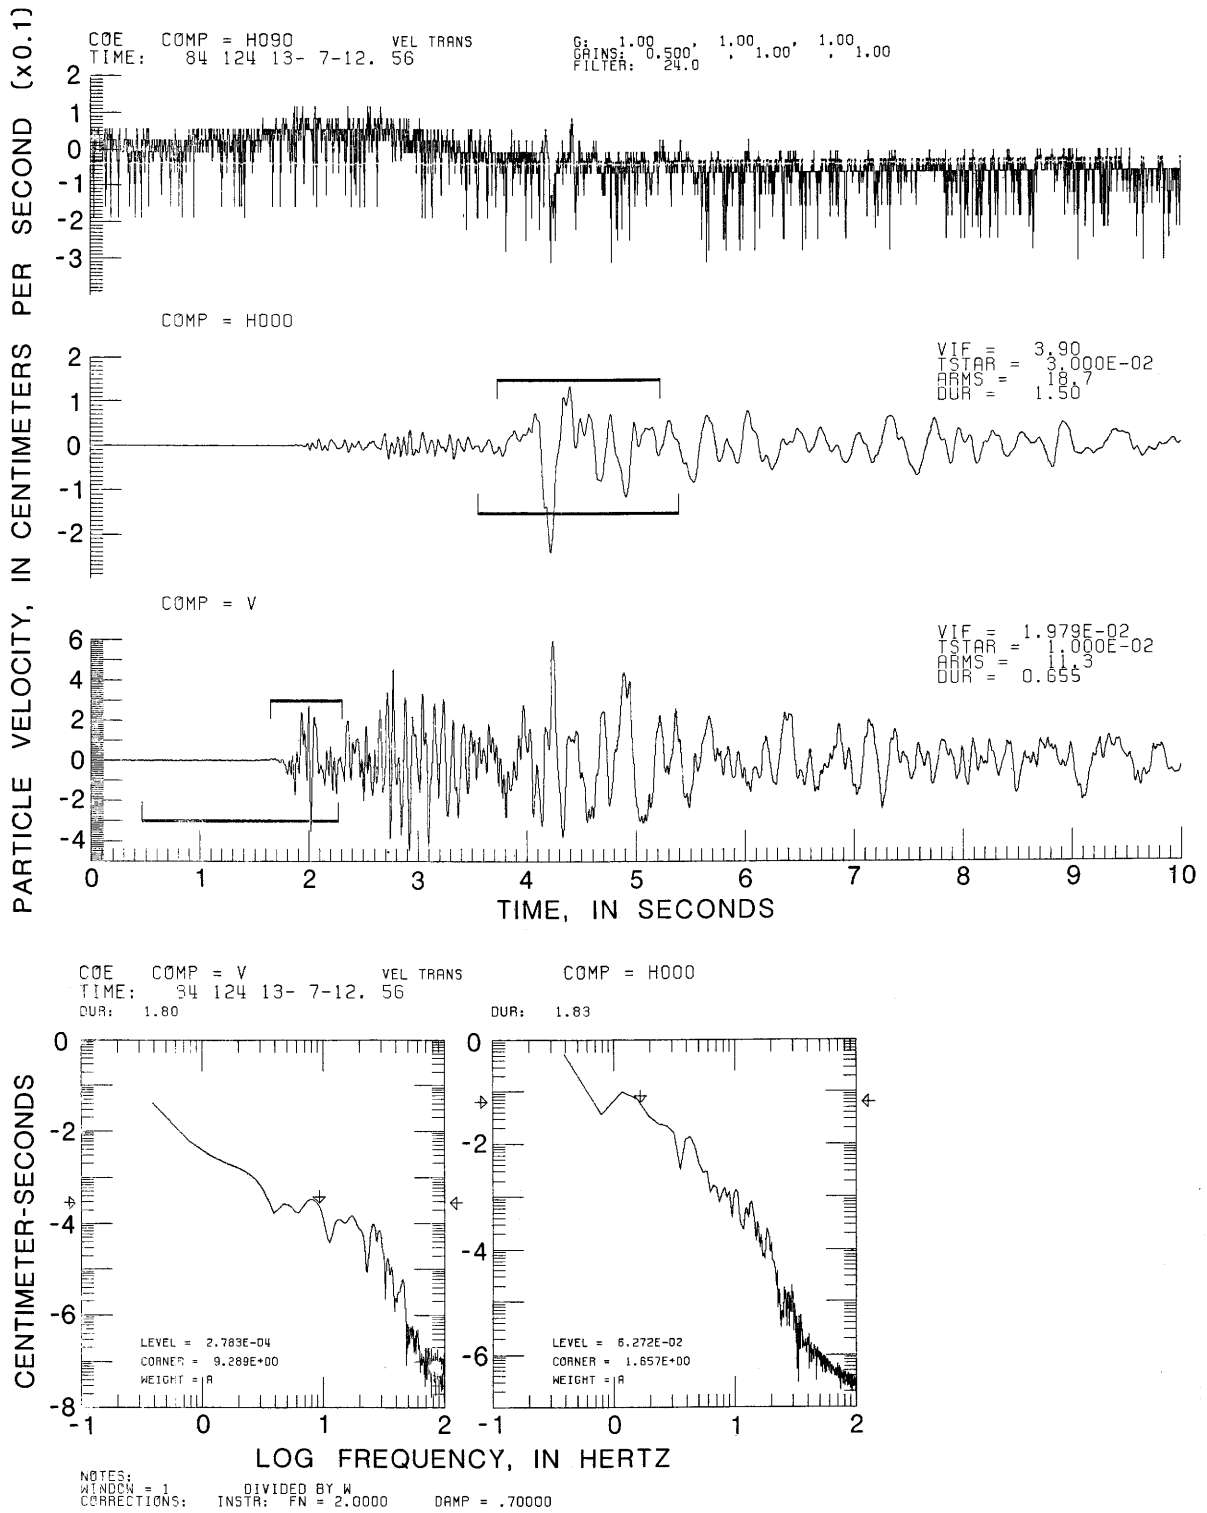 PARTICLE VELOCITY, IN CENTIMETERS PER SECOND (x0.1)
COE COMP = H090 VEL TRANS
TIME: 84 124 13- 7-12. 56
G: 1.00 , 1.00 , 1.00
GAINS: 0.500 , 1.00 , 1.00
FILTER: 24.0
2
1
0
-1
-2
-3
COMP = H000
VIF = 3.90
TSTAR = 3.000E-02
ARMS = 18.7
DUR = 1.50
2
1
0
-1
-2
COMP = V
VIF = 1.979E-02
TSTAR = 1.000E-02
ARMS = 11.3
DUR = 0.655
6
4
2
0
-2
-4
0 1 2 3 4 5 6 7 8 9 10
TIME, IN SECONDS
COE COMP = V VEL TRANS COMP = H000
TIME: 84 124 13- 7-12. 56
DUR: 1.80
DUR: 1.83
CENTIMETER-SECONDS
0
-2
-4
-6
-8
LEVEL = 2.783E-04
CORNER = 9.289E+00
WEIGHT = A
-1 0 1 2
0
-2
-4
-6
LEVEL = 6.272E-02
CORNER = 1.657E+00
WEIGHT = A
-1 0 1 2
LOG FREQUENCY, IN HERTZ
NOTES:
WINDOW = 1 DIVIDED BY W
CORRECTIONS: INSTR: FN = 2.0000 DAMP = .70000